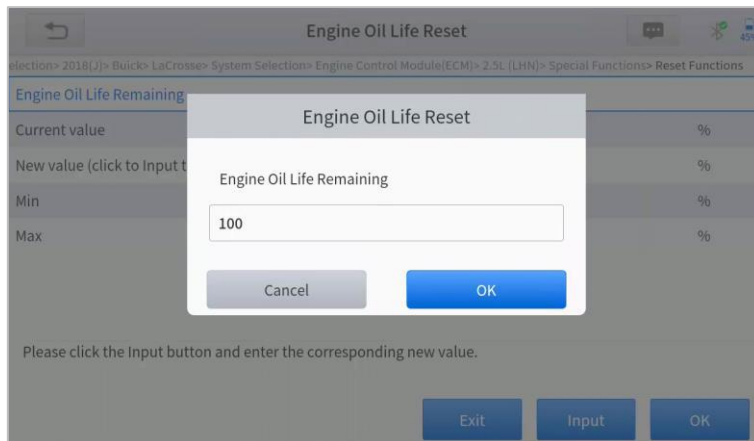 Engine Oil Life Reset
45%
election> 2018(J)> Buick> LaCrosse> System Selection> Engine Control Module(ECM)> 2.5L (LHN)> Special Functions> Reset Functions
Engine Oil Life Remaining
Current value %
New value (click to Input t %
Min %
Max %
Engine Oil Life Reset
Engine Oil Life Remaining
100
Cancel OK
Please click the Input button and enter the corresponding new value.
Exit Input OK